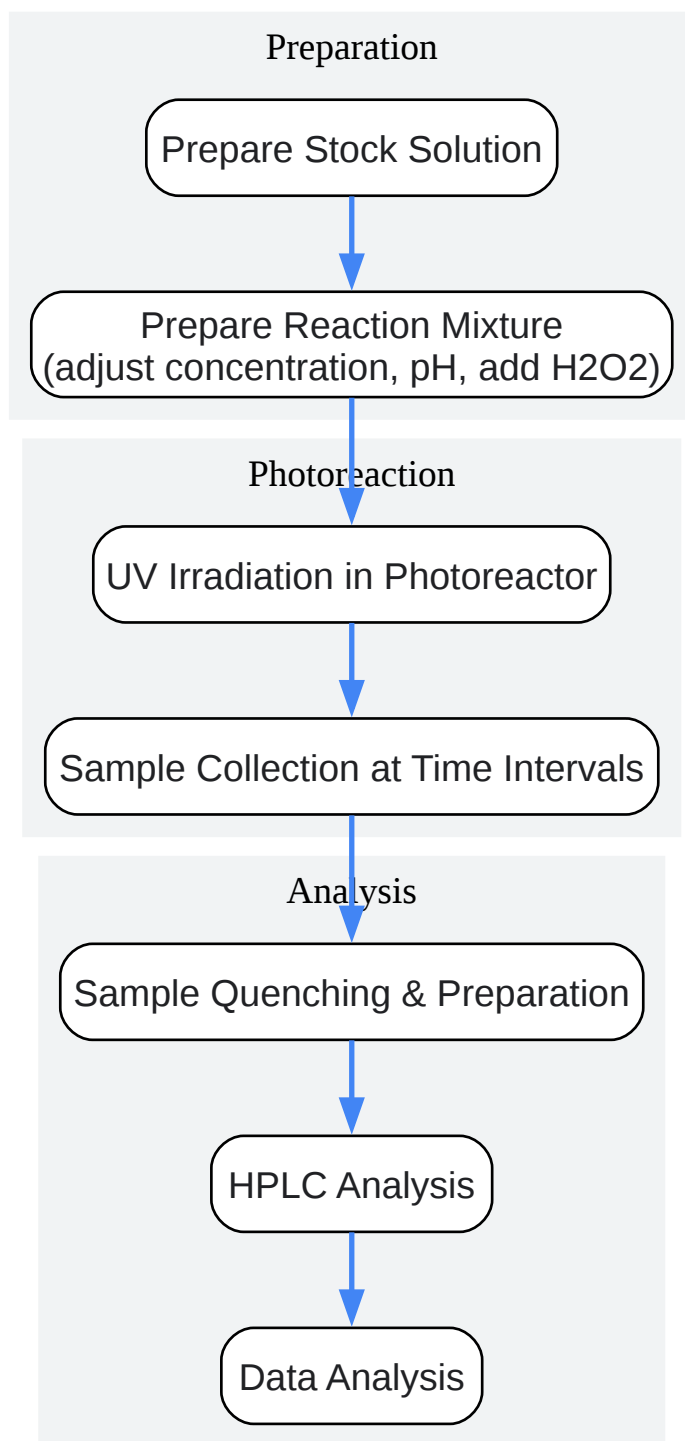 Preparation
Prepare Stock Solution
Prepare Reaction Mixture
(adjust concentration, pH, add H2O2)
Photoreaction
UV Irradiation in Photoreactor
Sample Collection at Time Intervals
Analysis
Sample Quenching & Preparation
HPLC Analysis
Data Analysis